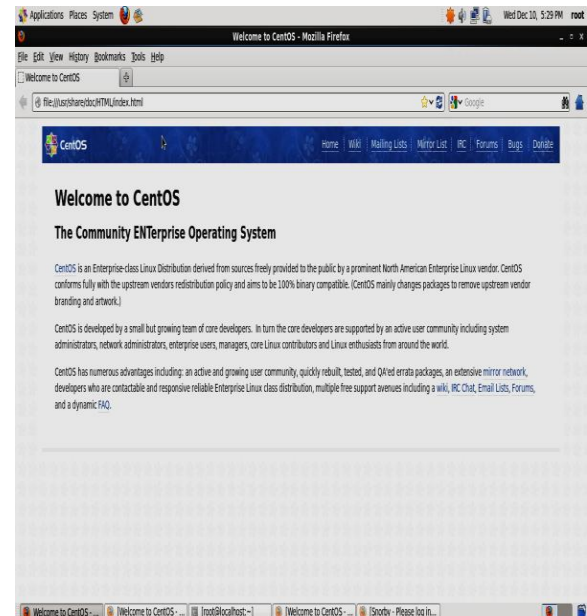 Applications Places System
Wed Dec 10, 5:29 PM root
Welcome to CentOS - Mozilla Firefox
File Edit View History Bookmarks Tools Help
Welcome to CentOS
file:///usr/share/doc/HTML/index.html
Google
CentOS
Home Wiki Mailing Lists Mirror List IRC Forums Bugs Donate
Welcome to CentOS
The Community ENTerprise Operating System
CentOS is an Enterprise-class Linux Distribution derived from sources freely provided to the public by a prominent North American Enterprise Linux vendor. CentOS
conforms fully with the upstream vendors redistribution policy and aims to be 100% binary compatible. (CentOS mainly changes packages to remove upstream vendor
branding and artwork.)
CentOS is developed by a small but growing team of core developers. In turn the core developers are supported by an active user community including system
administrators, network administrators, enterprise users, managers, core Linux contributors and Linux enthusiasts from around the world.
CentOS has numerous advantages including: an active and growing user community, quickly rebuilt, tested, and QA'ed errata packages, an extensive mirror network,
developers who are contactable and responsive reliable Enterprise Linux class distribution, multiple free support avenues including a wiki, IRC Chat, Email Lists, Forums,
and a dynamic FAQ.
Welcome to CentOS - ... [Welcome to CentOS - ... [root@localhost:~] [Welcome to CentOS - ... [Snorby - Please log in...